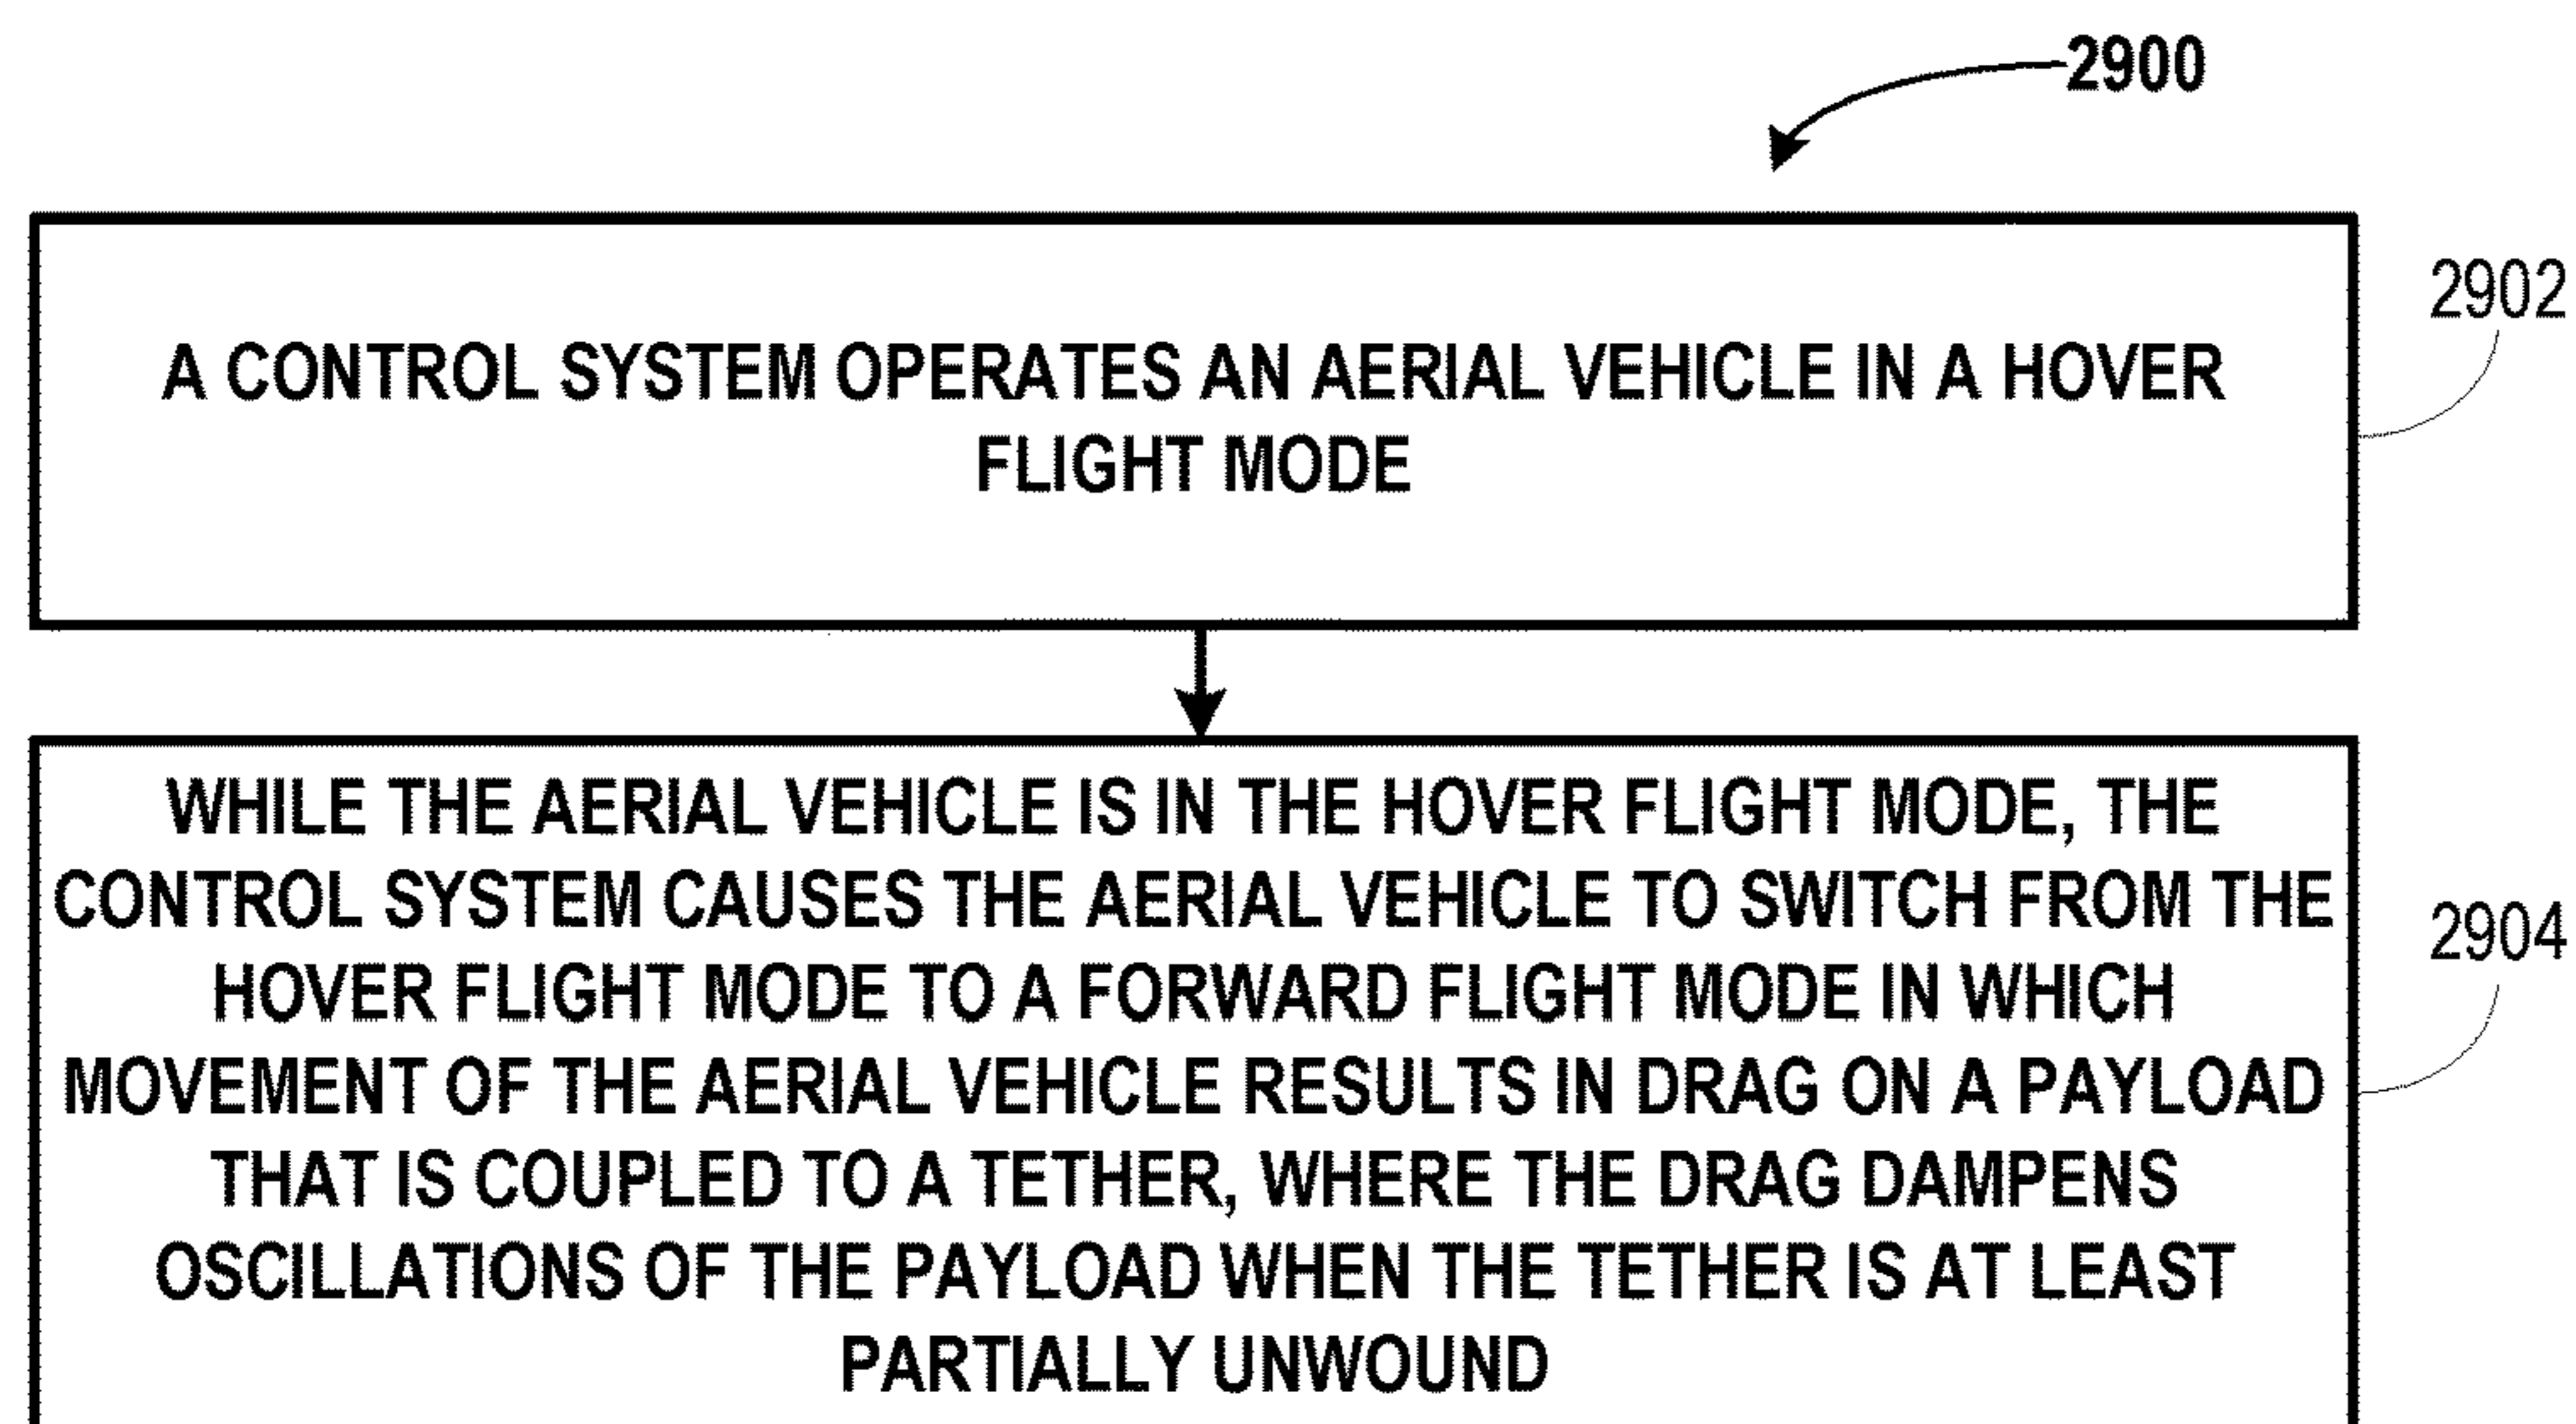 2900
A CONTROL SYSTEM OPERATES AN AERIAL VEHICLE IN A HOVER
FLIGHT MODE
2902
WHILE THE AERIAL VEHICLE IS IN THE HOVER FLIGHT MODE, THE
CONTROL SYSTEM CAUSES THE AERIAL VEHICLE TO SWITCH FROM THE
HOVER FLIGHT MODE TO A FORWARD FLIGHT MODE IN WHICH
MOVEMENT OF THE AERIAL VEHICLE RESULTS IN DRAG ON A PAYLOAD
THAT IS COUPLED TO A TETHER, WHERE THE DRAG DAMPENS
OSCILLATIONS OF THE PAYLOAD WHEN THE TETHER IS AT LEAST
PARTIALLY UNWOUND
2904